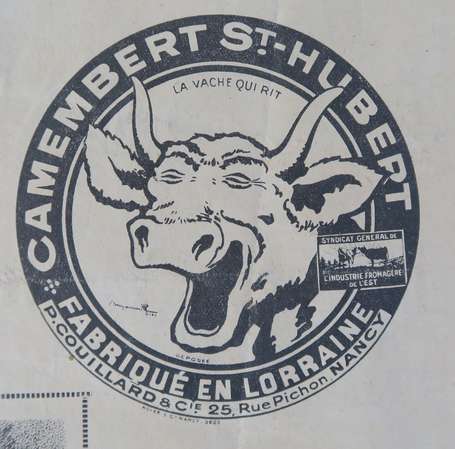 CAMEMBERT ST-HUBERT
LA VACHE QUI RIT
SYNDICAT GÉNÉRAL DE
L'INDUSTRIE FROMAGÈRE
DE L'EST
DÉPOSÉE
FABRIQUÉ EN LORRAINE
P. COUILLARD & CIE 25, Rue Pichon, NANCY